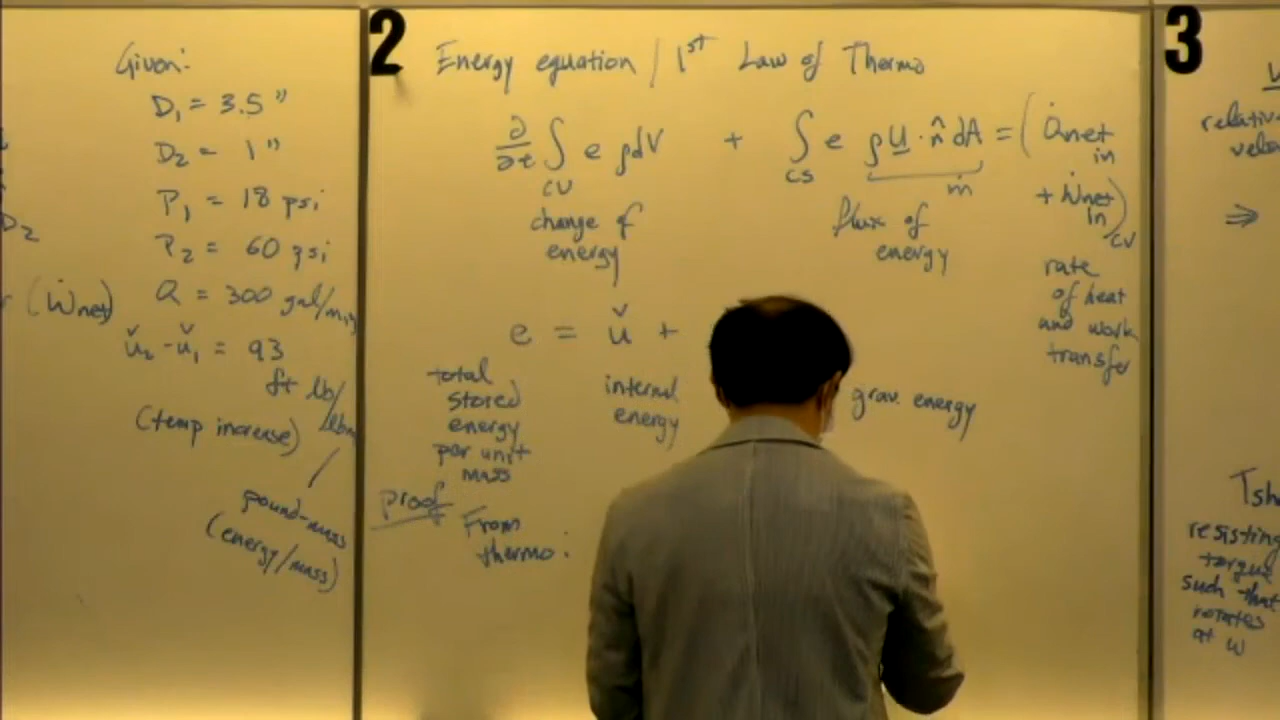 Given:
D₁ = 3.5"
D₂ = 1"
P₁ = 18 psi
P₂ = 60 psi
D₂
(Ẇnet)
Q = 300 gal/min
ǔ₂ - ǔ₁ = 93
ft lb/
lbm
(temp increase)
pound-mass
(energy/mass)
2
Energy equation / 1st Law of Thermo
∂/∂t ∫ e ρdV + ∫ e ρU · n̂ dA = (Q̇net
CV
CS
ṁ
in
+ Ẇnet)
in
CV
change of
energy
flux of
energy
rate
of heat
and work
transfer
e = ǔ +
total
stored
energy
per unit
mass
internal
energy
grav. energy
proof
From
thermo:
3
⇒
resisting
torque
such that
rotates
at ω